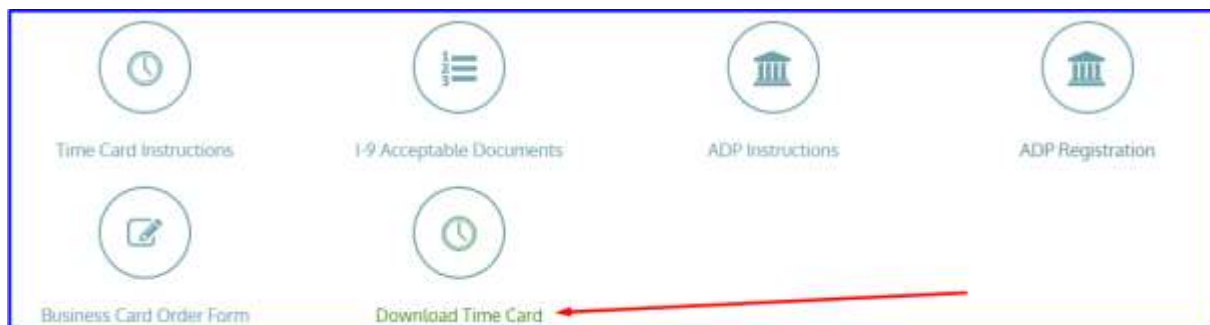 Time Card Instructions
I-9 Acceptable Documents
ADP Instructions
ADP Registration
Business Card Order Form
Download Time Card